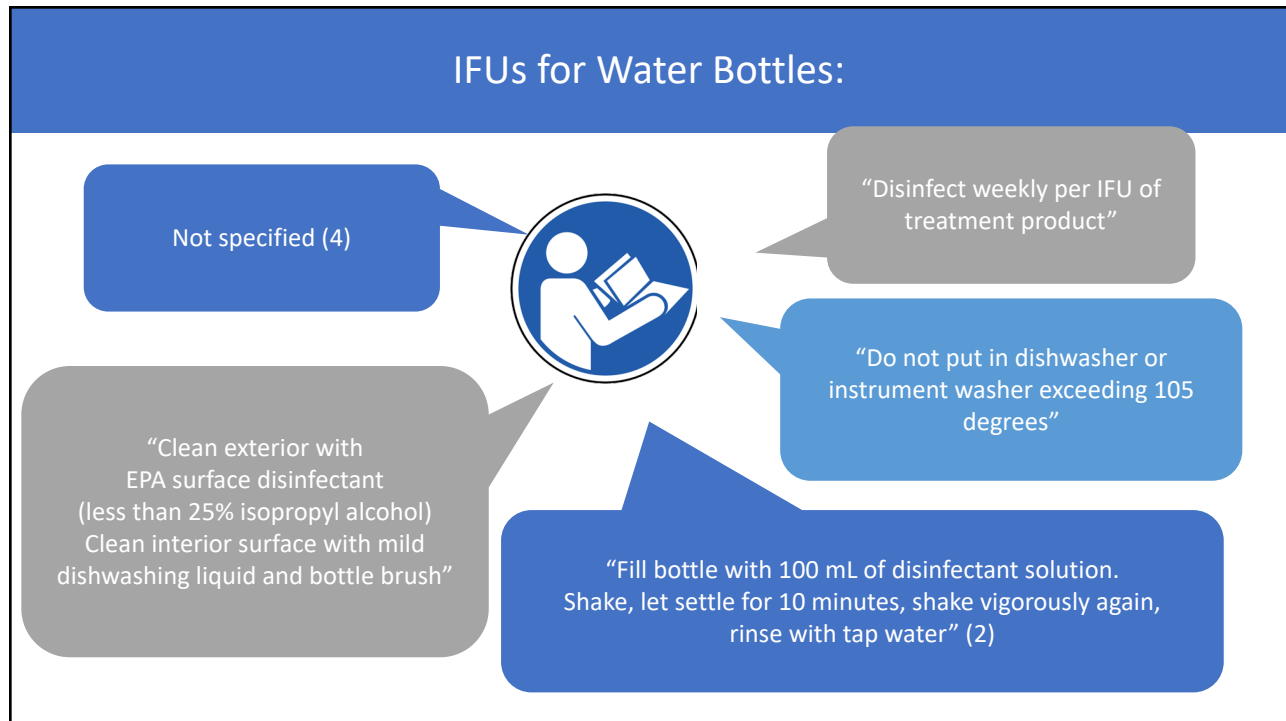 IFUs for Water Bottles:
Not specified (4)
“Disinfect weekly per IFU of
treatment product”
“Do not put in dishwasher or
instrument washer exceeding 105
degrees”
“Clean exterior with
EPA surface disinfectant
(less than 25% isopropyl alcohol)
Clean interior surface with mild
dishwashing liquid and bottle brush”
“Fill bottle with 100 mL of disinfectant solution.
Shake, let settle for 10 minutes, shake vigorously again,
rinse with tap water” (2)